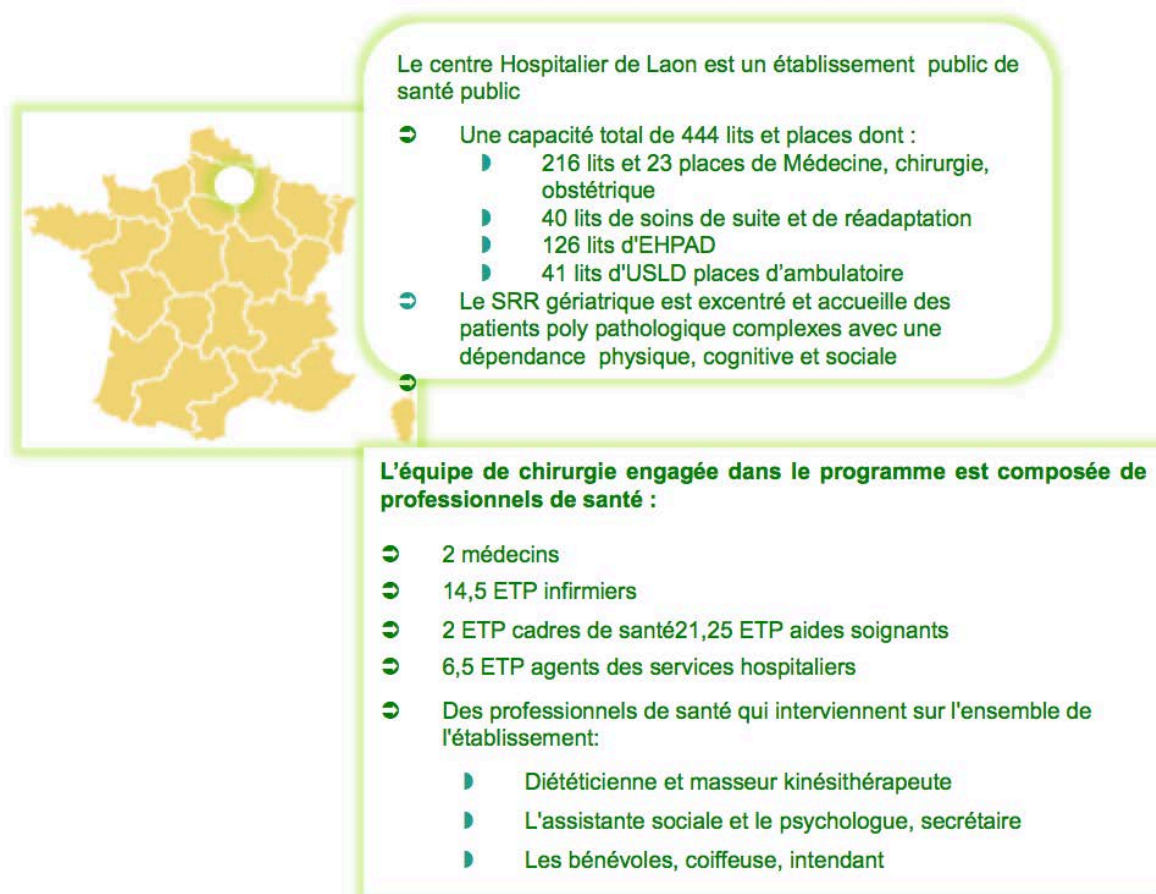 Le centre Hospitalier de Laon est un établissement public de
santé public
Une capacité total de 444 lits et places dont :
216 lits et 23 places de Médecine, chirurgie,
obstétrique
40 lits de soins de suite et de réadaptation
126 lits d'EHPAD
41 lits d'USLD places d’ambulatoire
Le SRR gériatrique est excentré et accueille des
patients poly pathologique complexes avec une
dépendance physique, cognitive et sociale
L’équipe de chirurgie engagée dans le programme est composée de
professionnels de santé :
2 médecins
14,5 ETP infirmiers
2 ETP cadres de santé21,25 ETP aides soignants
6,5 ETP agents des services hospitaliers
Des professionnels de santé qui interviennent sur l'ensemble de
l'établissement:
Diététicienne et masseur kinésithérapeute
L'assistante sociale et le psychologue, secrétaire
Les bénévoles, coiffeuse, intendant